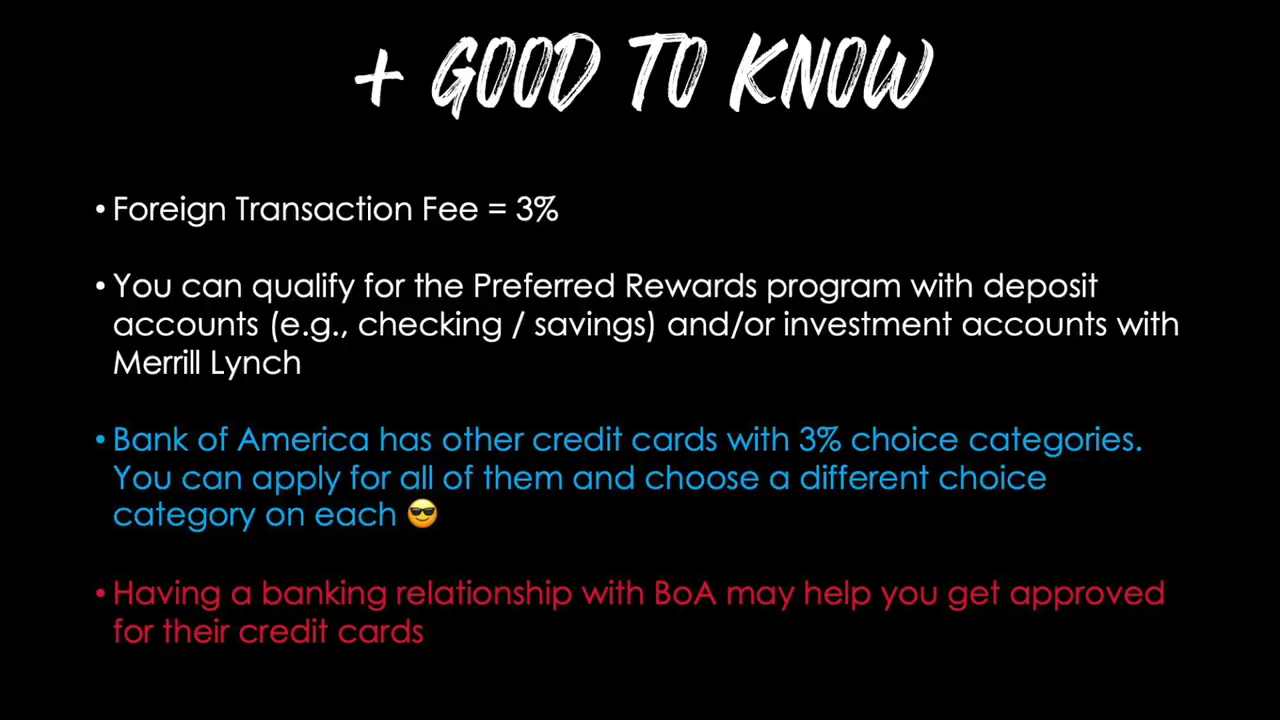 + GOOD TO KNOW
• Foreign Transaction Fee = 3%
• You can qualify for the Preferred Rewards program with deposit
accounts (e.g., checking / savings) and/or investment accounts with
Merrill Lynch
• Bank of America has other credit cards with 3% choice categories.
You can apply for all of them and choose a different choice
category on each 😎
• Having a banking relationship with BoA may help you get approved
for their credit cards